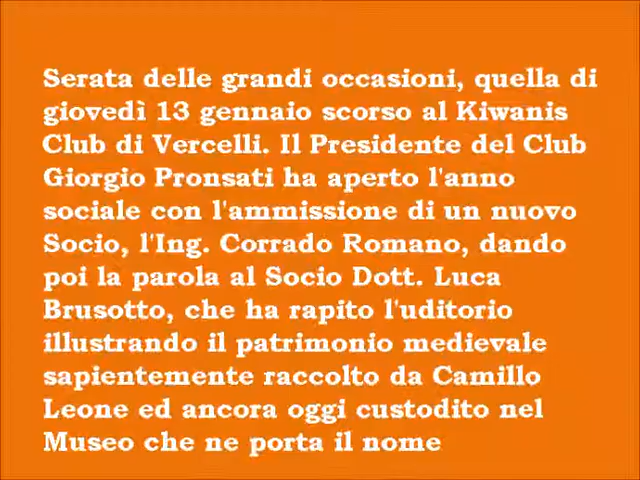 Serata delle grandi occasioni, quella di
giovedì 13 gennaio scorso al Kiwanis
Club di Vercelli. Il Presidente del Club
Giorgio Pronsati ha aperto l'anno
sociale con l'ammissione di un nuovo
Socio, l'Ing. Corrado Romano, dando
poi la parola al Socio Dott. Luca
Brusotto, che ha rapito l'uditorio
illustrando il patrimonio medievale
sapientemente raccolto da Camillo
Leone ed ancora oggi custodito nel
Museo che ne porta il nome